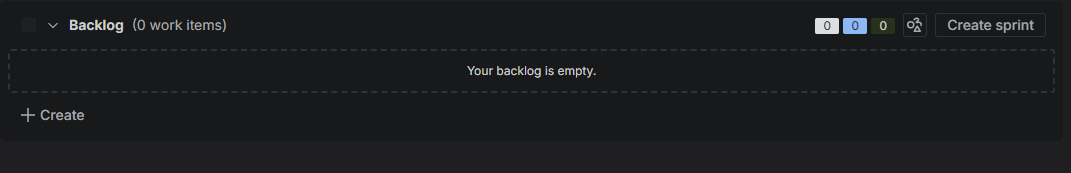 Backlog (0 work items) 0 0 0 Create sprint
Your backlog is empty.
Create